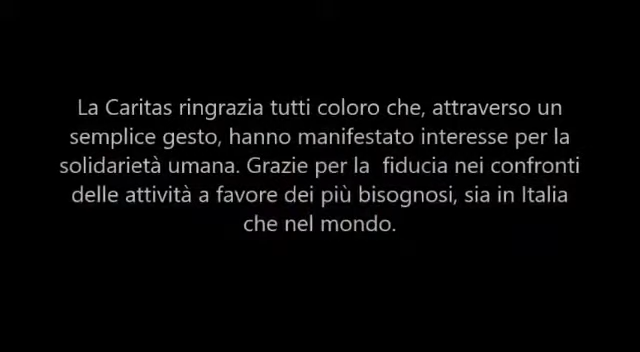 La Caritas ringrazia tutti coloro che, attraverso un
semplice gesto, hanno manifestato interesse per la
solidarietà umana. Grazie per la  fiducia nei confronti
delle attività a favore dei più bisognosi, sia in Italia
che nel mondo.